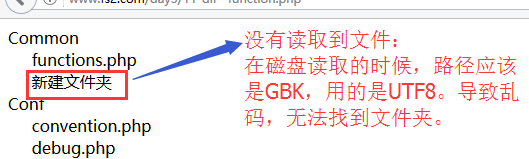 www.fsz.com/day5/11-dir-function.php
Common
functions.php
新建文件夹
Conf
convention.php
debug.php
没有读取到文件：
在磁盘读取的时候，路径应该
是GBK，用的是UTF8。导致乱
码，无法找到文件夹。